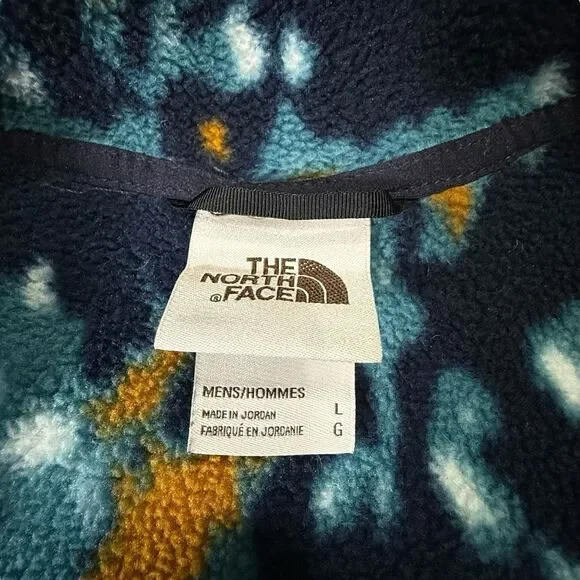 THE
NORTH
® FACE
MENS/HOMMES
MADE IN JORDAN L
FABRIQUÉ EN JORDANIE G